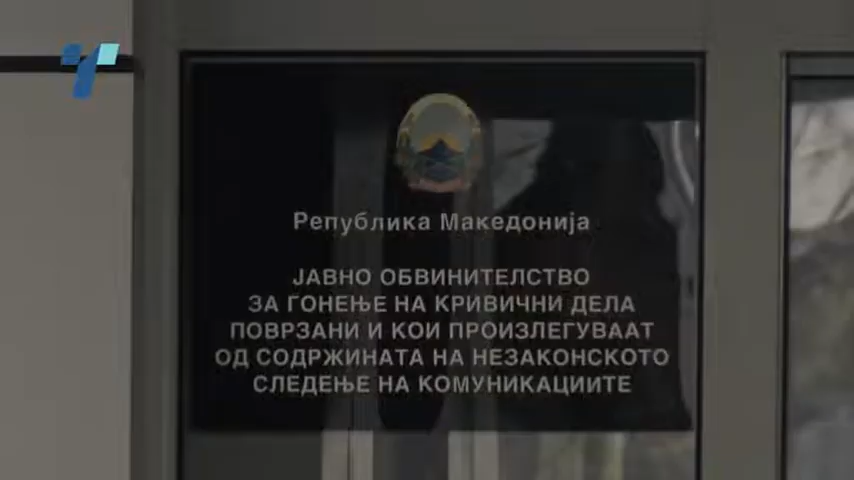 Република Македонија
ЈАВНО ОБВИНИТЕЛСТВО
ЗА ГОНЕЊЕ НА КРИВИЧНИ ДЕЛА
ПОВРЗАНИ И КОИ ПРОИЗЛЕГУВААТ
ОД СОДРЖИНАТА НА НЕЗАКОНСКОТО
СЛЕДЕЊЕ НА КОМУНИКАЦИИТЕ